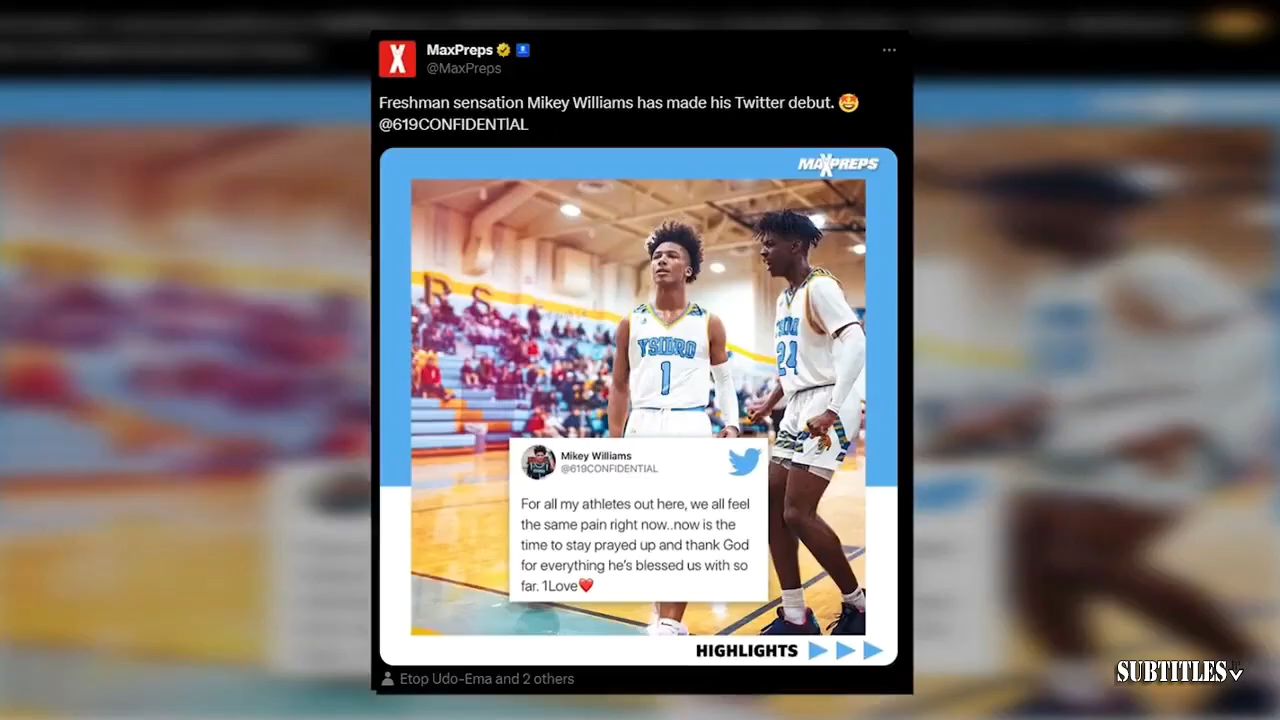 MaxPreps
@MaxPreps
Freshman sensation Mikey Williams has made his Twitter debut. 🤩
@619CONFIDENTIAL
MAXPREPS
PS
YSIDRO
1
24
Mikey Williams
@619CONFIDENTIAL
For all my athletes out here, we all feel
the same pain right now..now is the
time to stay prayed up and thank God
for everything he's blessed us with so
far. 1Love❤️
HIGHLIGHTS
Etop Udo-Ema and 2 others
SUBTITLES